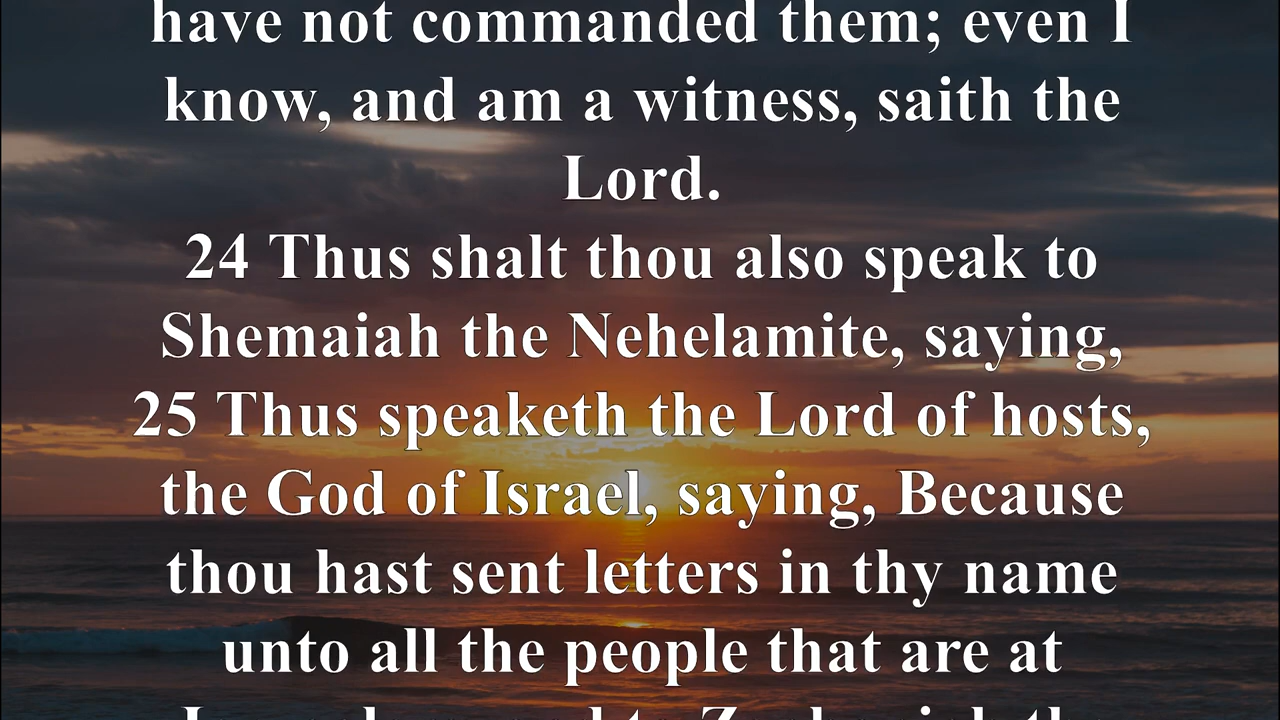 have not commanded them; even I
know, and am a witness, saith the
Lord.
24 Thus shalt thou also speak to
Shemaiah the Nehelamite, saying,
25 Thus speaketh the Lord of hosts,
the God of Israel, saying, Because
thou hast sent letters in thy name
unto all the people that are at